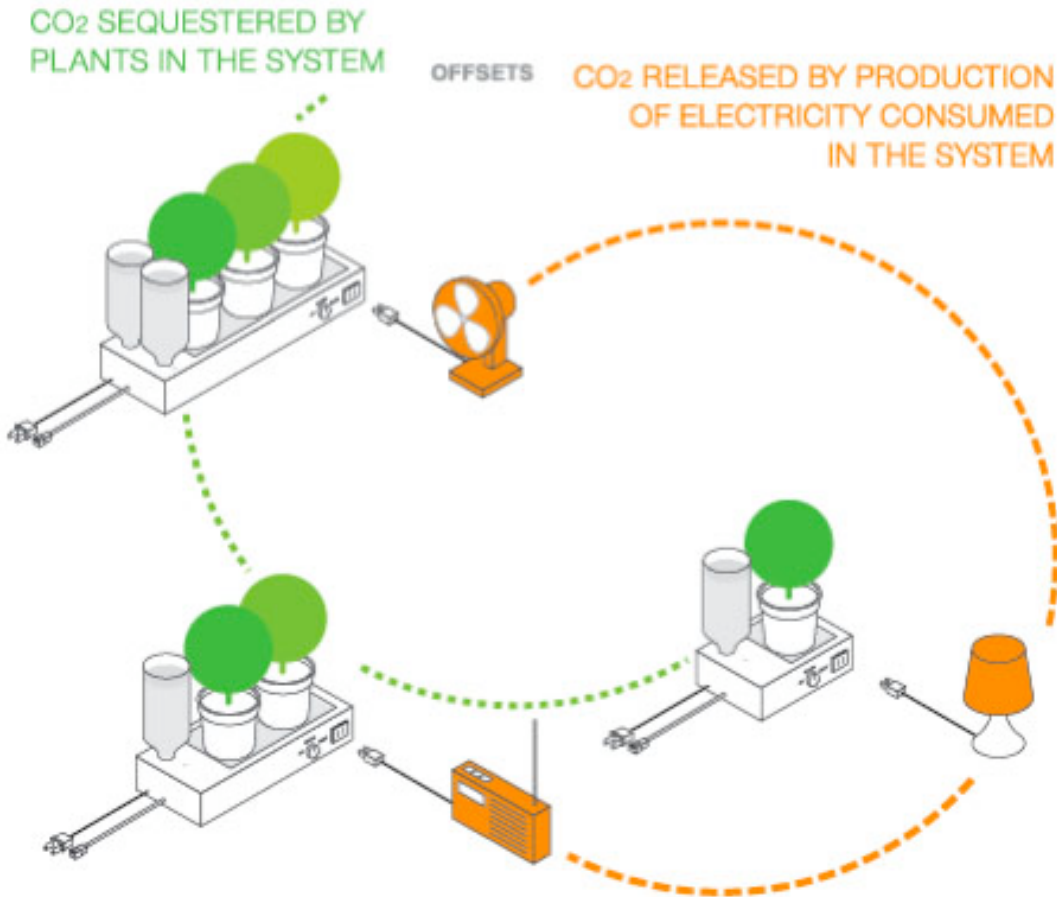 CO2 SEQUESTERED BY
PLANTS IN THE SYSTEM
OFFSETS
CO2 RELEASED BY PRODUCTION
OF ELECTRICITY CONSUMED
IN THE SYSTEM